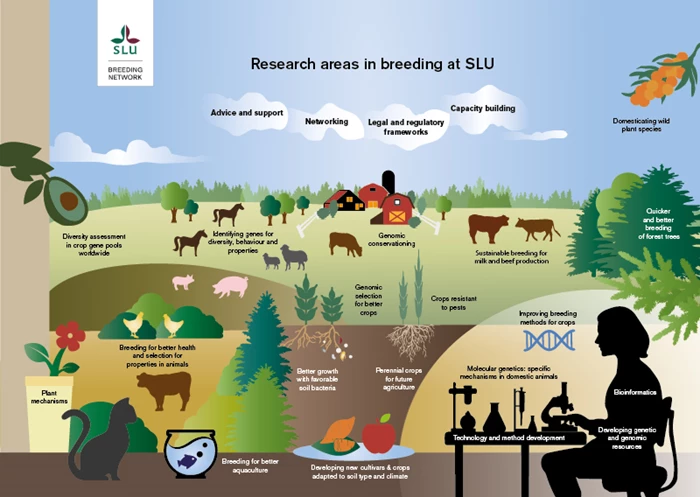 SLU
BREEDING
NETWORK
Research areas in breeding at SLU
Advice and support
Networking
Legal and regulatory
frameworks
Capacity building
Domesticating wild
plant species
Diversity assessment
in crop gene pools
worldwide
Identifying genes for
diversity, behaviour and
properties
Genomic
conservationing
Sustainable breeding for
milk and beef production
Quicker
and better
breeding
of forest trees
Genomic
selection for
better
crops
Crops resistant
to pests
Improving breeding
methods for crops
Breeding for better health
and selection for
properties in animals
Better growth
with favorable
soil bacteria
Perennial crops
for future
agriculture
Molecular genetics: specific
mechanisms in domestic animals
Plant
mechanisms
Bioinformatics
Technology and method development
Developing genetic
and genomic
resources
Breeding for better
aquaculture
Developing new cultivars & crops
adapted to soil type and climate